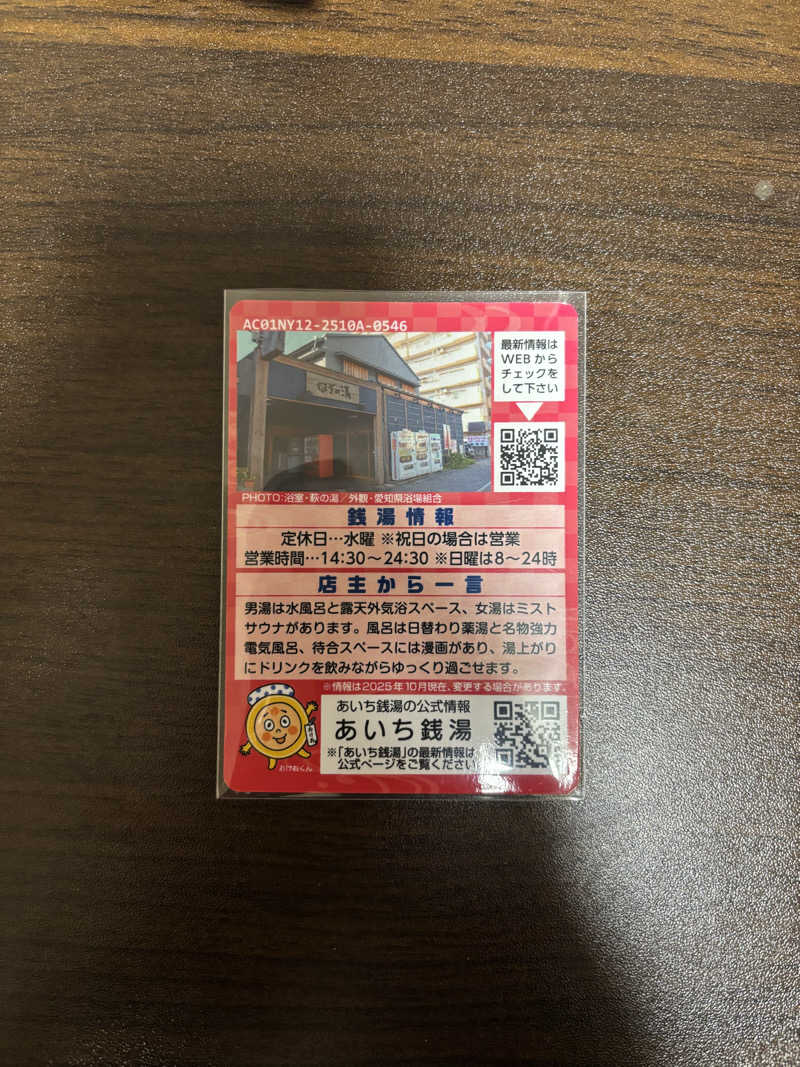 AC01NY12-2510A-0546
はぎの湯
最新情報は
WEBから
チェックを
して下さい
PHOTO:浴室・萩の湯/外観・愛知県浴場組合
銭湯情報
定休日…水曜 ※祝日の場合は営業
営業時間…14:30～24:30 ※日曜は8～24時
店主から一言
男湯は水風呂と露天外気浴スペース、女湯はミスト
サウナがあります。風呂は日替わり薬湯と名物強力
電気風呂、待合スペースには漫画があり、湯上がり
にドリンクを飲みながらゆっくり過ごせます。
※情報は2025年10月現在、変更する場合があります。
あいち銭湯の公式情報
あいち銭湯
※「あいち銭湯」の最新情報は
公式ページをご覧ください
おけおくん